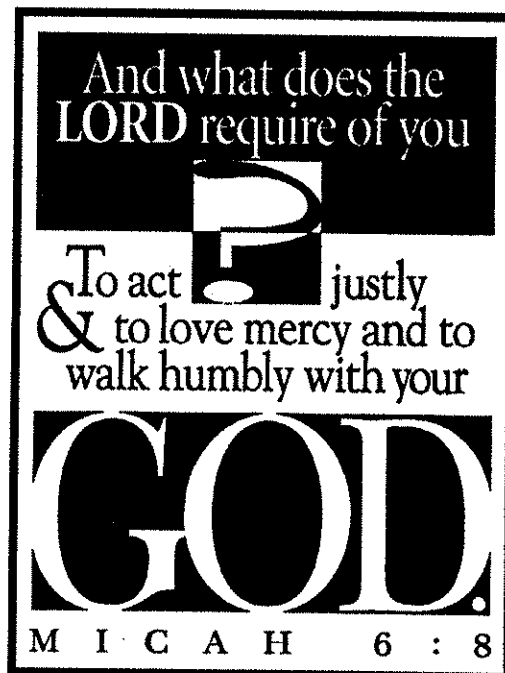 And what does the
LORD require of you
?
To act justly
& to love mercy and to
walk humbly with your
GOD.
MICAH 6:8